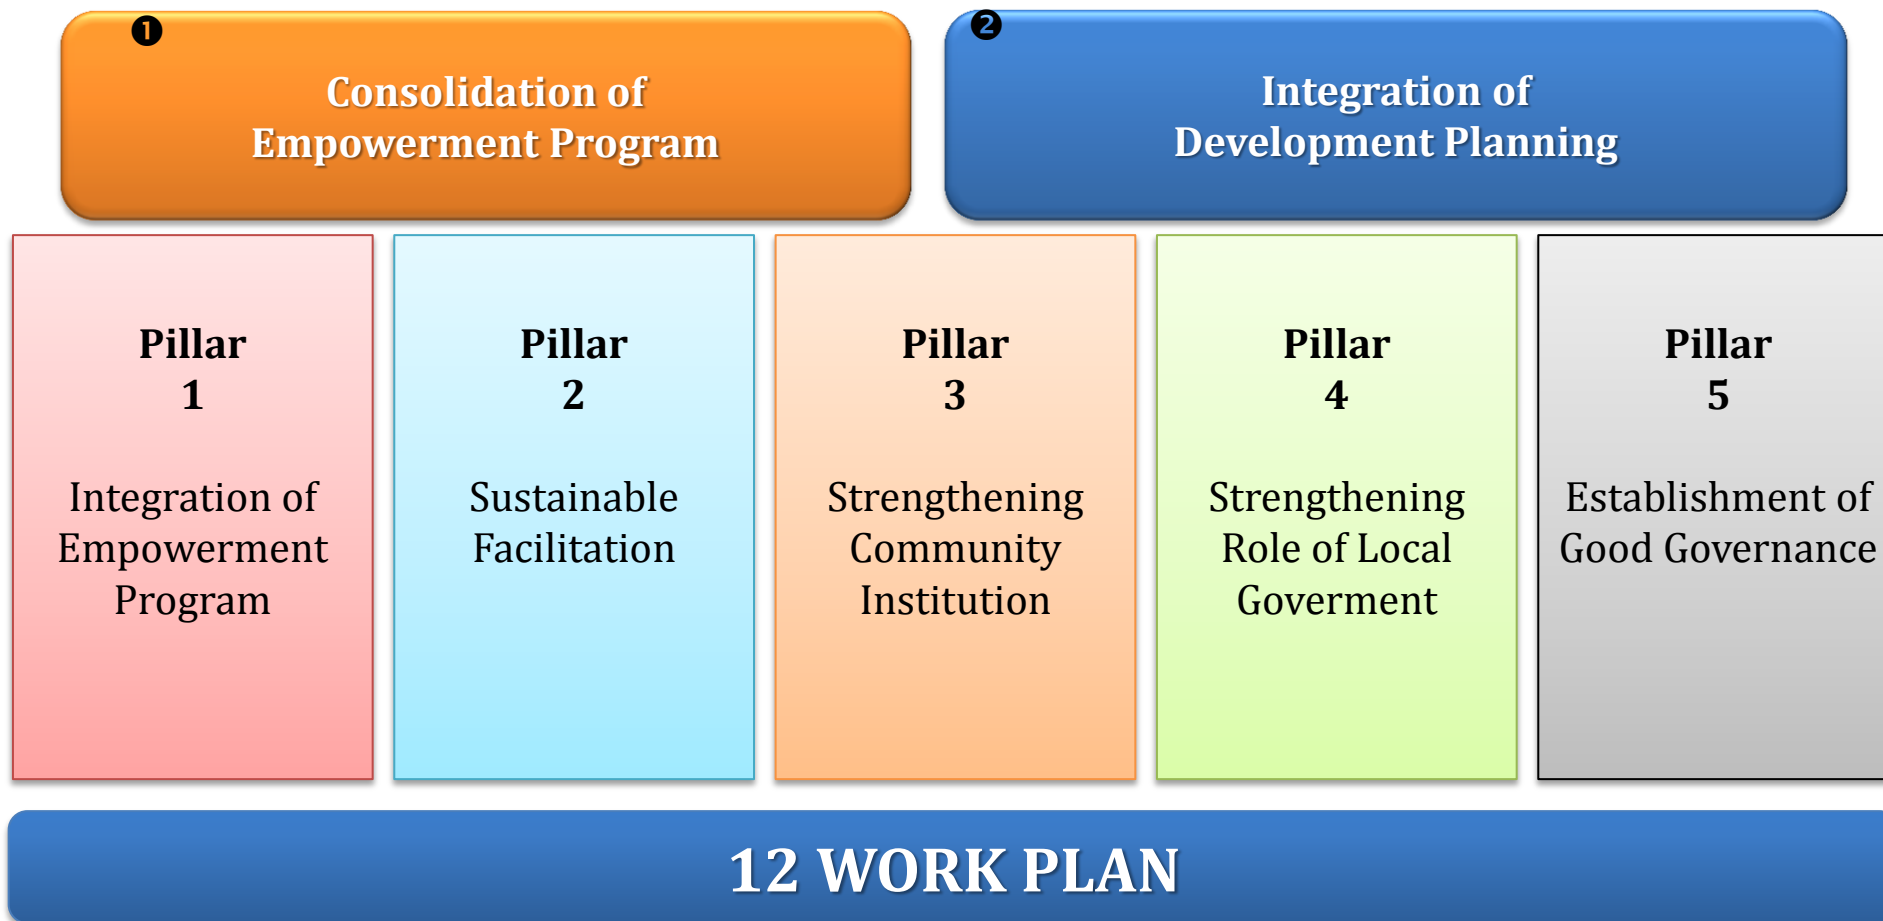 ❶
Consolidation of
Empowerment Program
❷
Integration of
Development Planning
Pillar
1
Integration of
Empowerment
Program
Pillar
2
Sustainable
Facilitation
Pillar
3
Strengthening
Community
Institution
Pillar
4
Strengthening
Role of Local
Goverment
Pillar
5
Establishment of
Good Governance
12 WORK PLAN